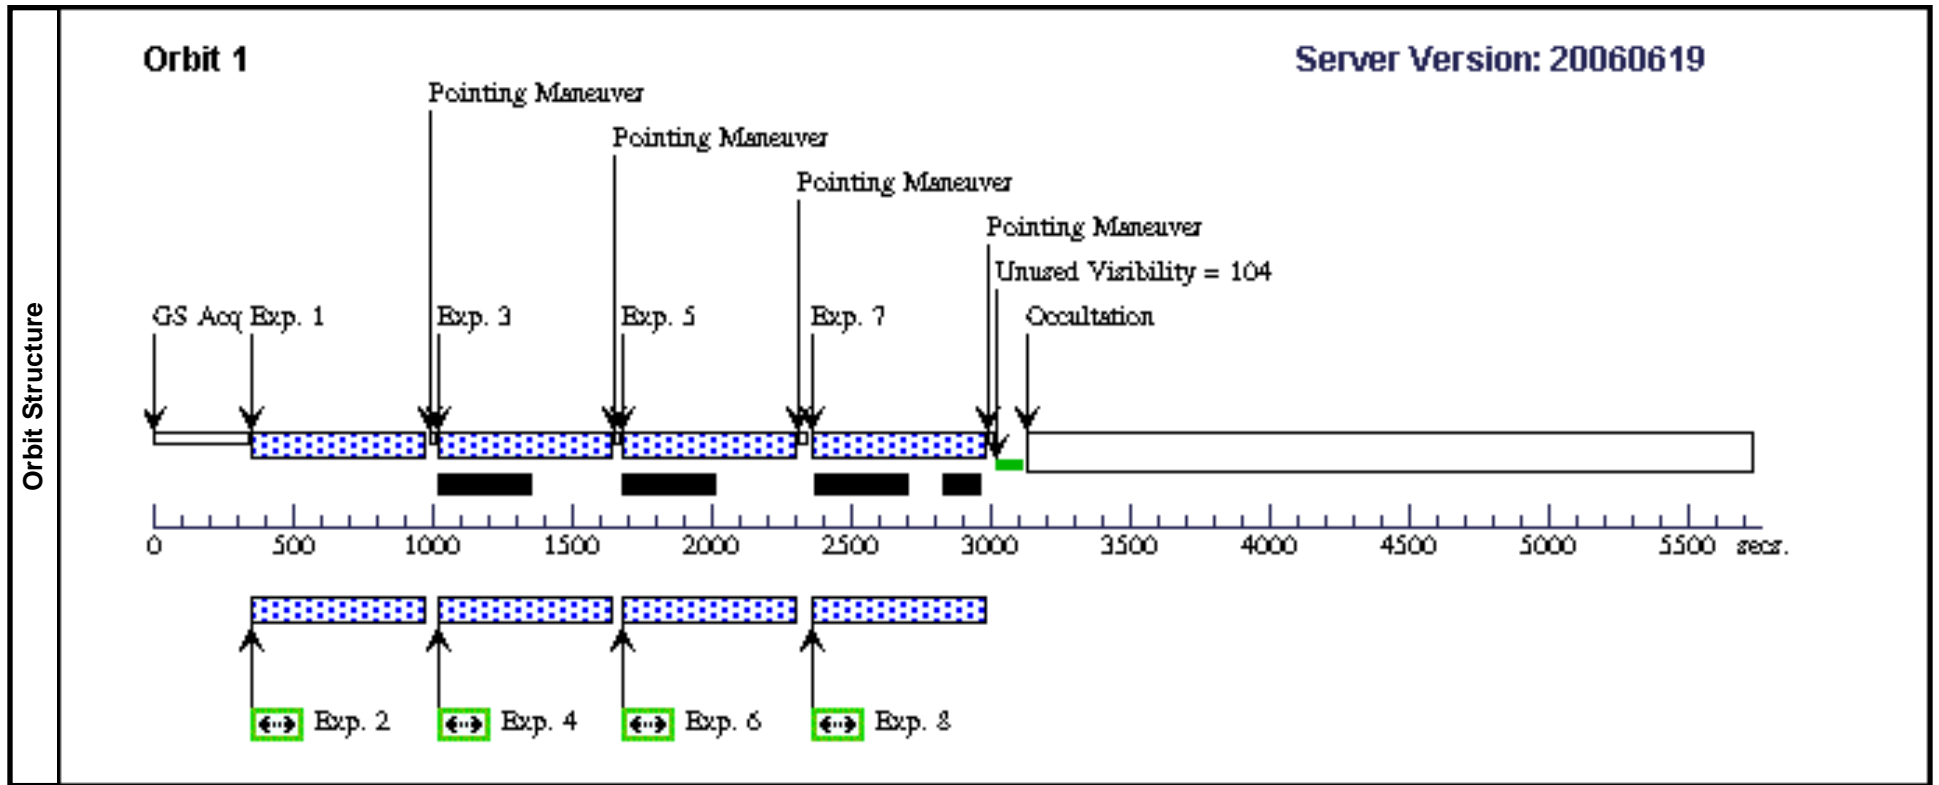 Orbit Structure
Orbit 1
Server Version: 20060619
Pointing Maneuver
Pointing Maneuver
Pointing Maneuver
Pointing Maneuver
Unused Visibility = 104
GS Acq Exp. 1 Exp. 3 Exp. 5 Exp. 7 Occultation
0 500 1000 1500 2000 2500 3000 3500 4000 4500 5000 5500 secs.
Exp. 2 Exp. 4 Exp. 6 Exp. 8